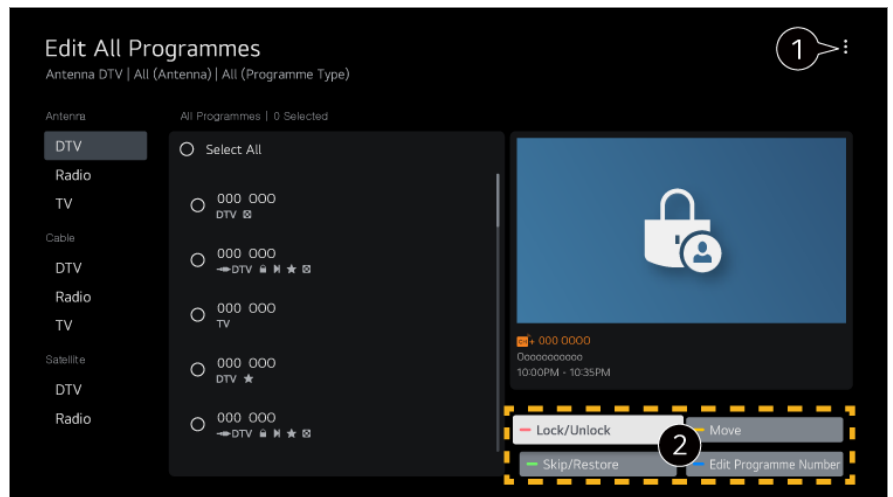 Edit All Programmes
Antenna DTV | All (Antenna) | All (Programme Type)
1
Antenna
DTV
Radio
TV
Cable
DTV
Radio
TV
Satellite
DTV
Radio
All Programmes | 0 Selected
Select All
000 000
DTV
000 000
DTV
000 000
TV
000 000
DTV
000 000
DTV
CH+ 000 0000
Ooooooooooo
10:00PM - 10:35PM
Lock/Unlock
Move
2
Skip/Restore
Edit Programme Number